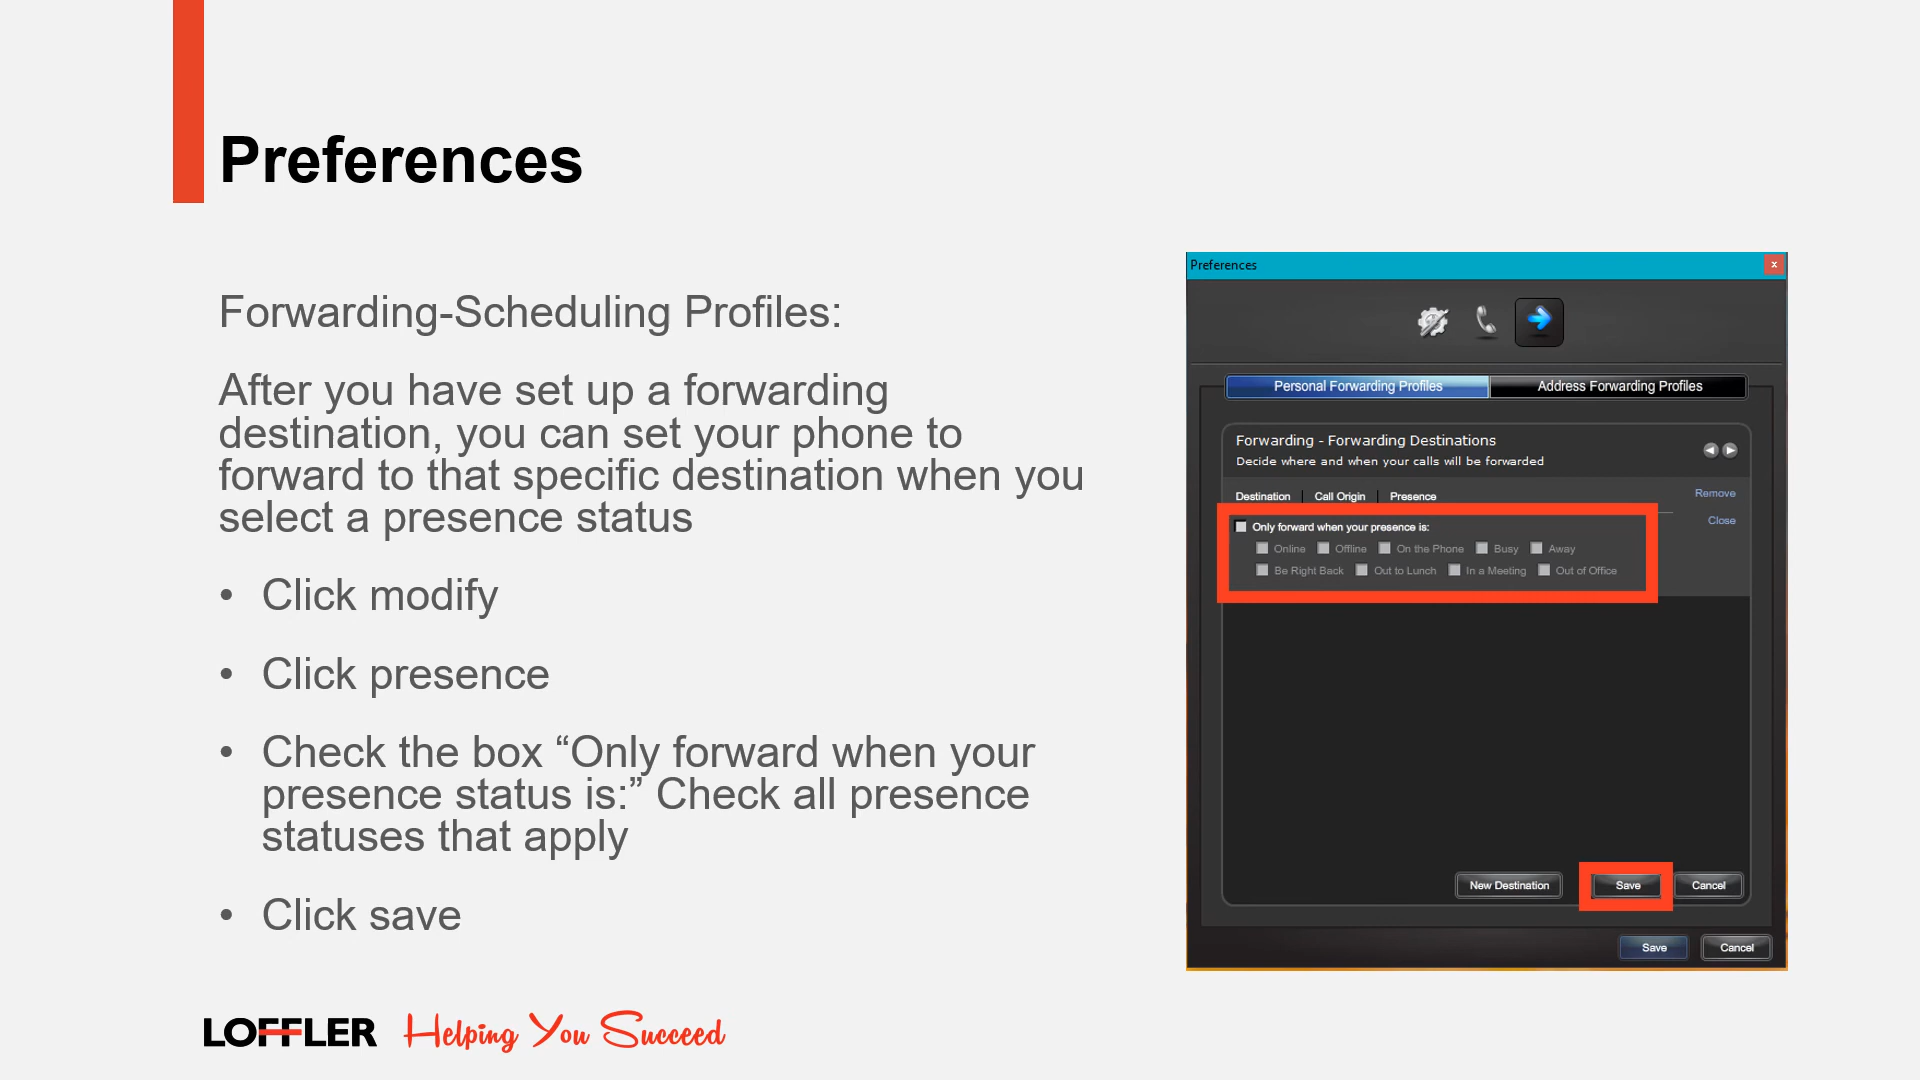 Preferences
Forwarding-Scheduling Profiles:
After you have set up a forwarding
destination, you can set your phone to
forward to that specific destination when you
select a presence status
• Click modify
• Click presence
• Check the box “Only forward when your
presence status is:” Check all presence
statuses that apply
• Click save
Preferences
x
Personal Forwarding Profiles
Address Forwarding Profiles
Forwarding - Forwarding Destinations
Decide where and when your calls will be forwarded
Destination | Call Origin | Presence
Remove
Close
Only forward when your presence is:
Online Offline On the Phone Busy Away
Be Right Back Out to Lunch In a Meeting Out of Office
New Destination Save Cancel
Save Cancel
LOFFLER Helping You Succeed